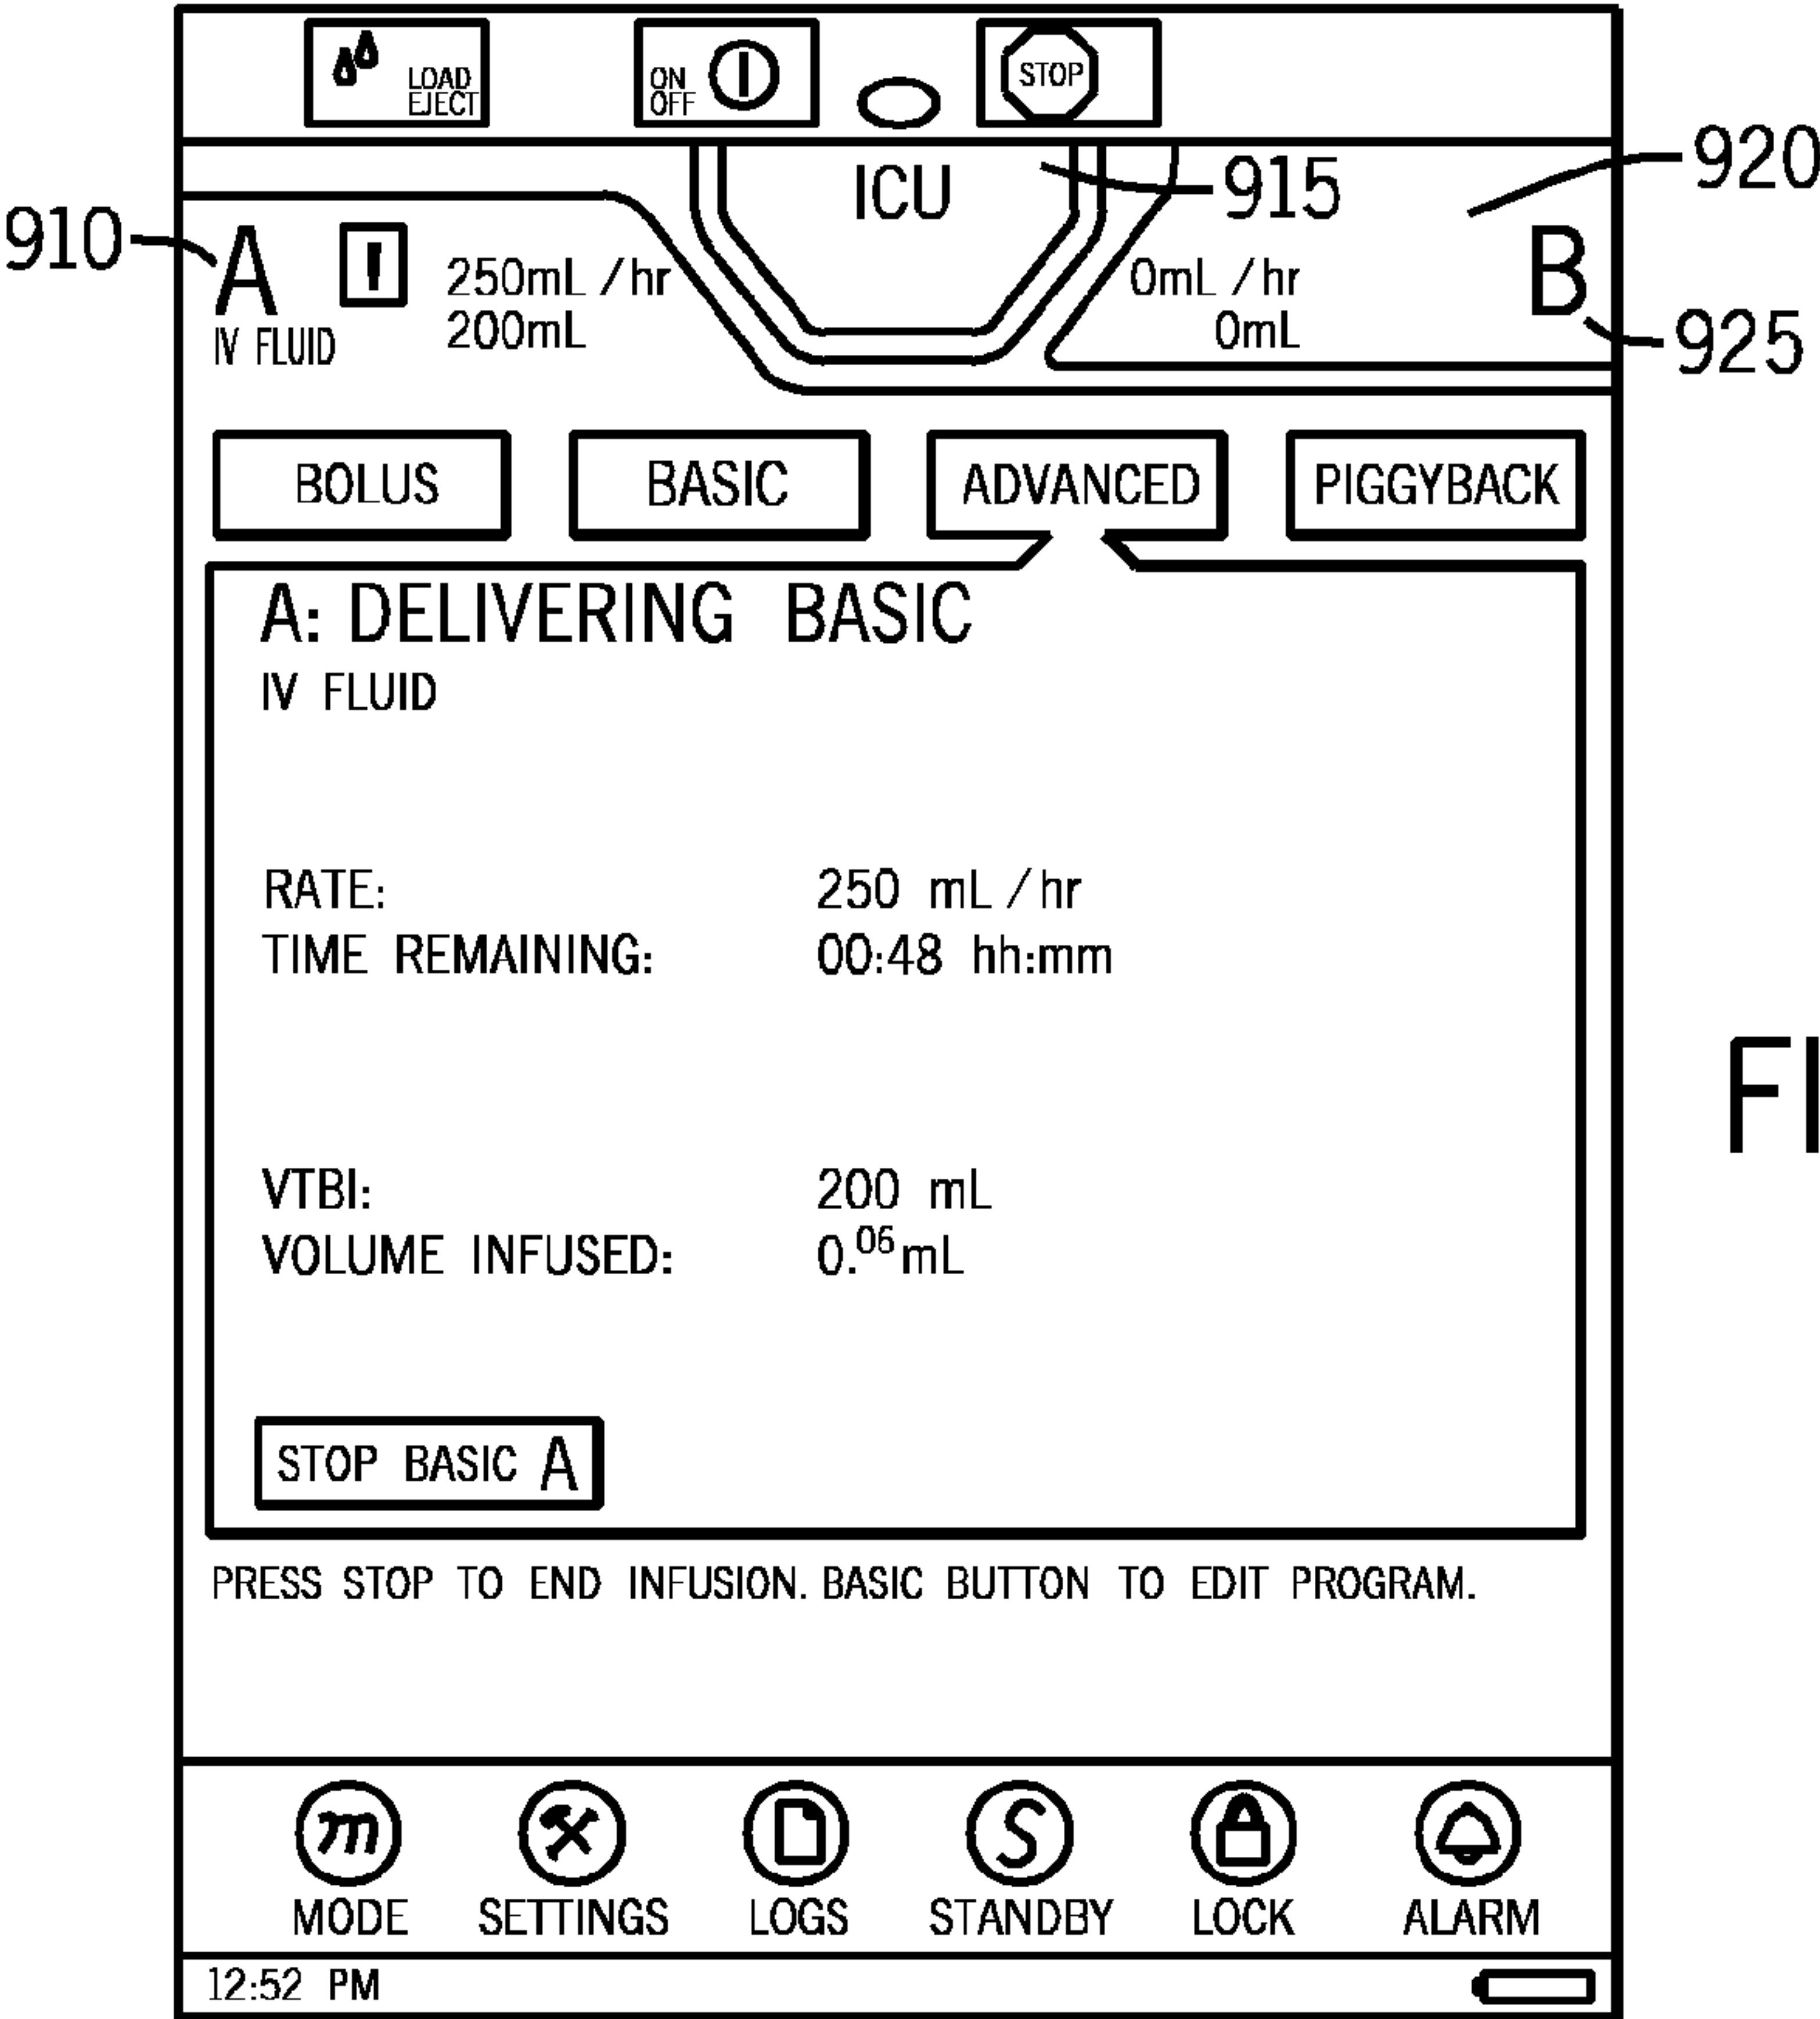 LOAD
EJECT
ON
OFF
STOP
ICU
915
920
910
A
250mL/hr
0mL/hr
B
IV FLUID
200mL
0mL
925
BOLUS
BASIC
ADVANCED
PIGGYBACK
A: DELIVERING BASIC
IV FLUID
RATE: 250 mL/hr
TIME REMAINING: 00:48 hh:mm
FI
VTBI: 200 mL
VOLUME INFUSED: 0.06 mL
STOP BASIC A
PRESS STOP TO END INFUSION. BASIC BUTTON TO EDIT PROGRAM.
m
S
MODE
SETTINGS
LOGS
STANDBY
LOCK
ALARM
12:52 PM